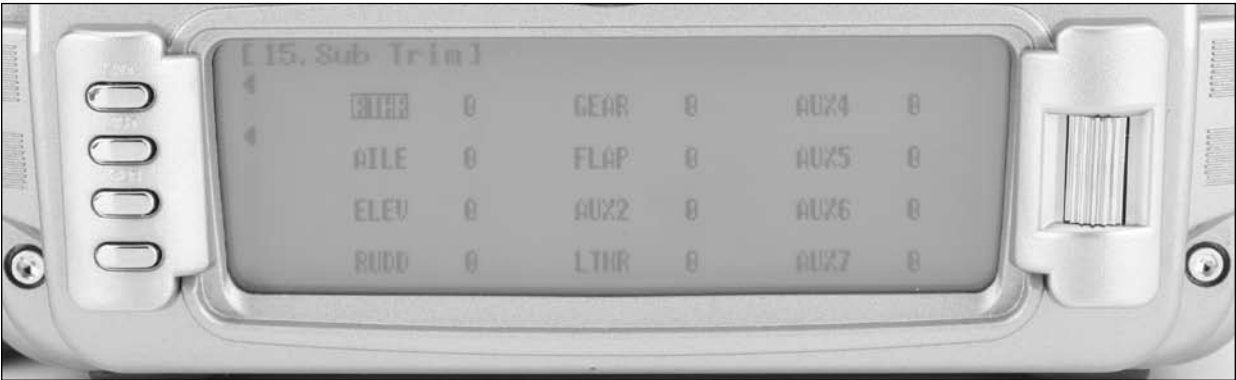 [15.Sub Trim]
RTHR 0 GEAR 0 AUX4 0
AILE 0 FLAP 0 AUX5 0
ELEV 0 AUX2 0 AUX6 0
RUDD 0 LTHR 0 AUX7 0